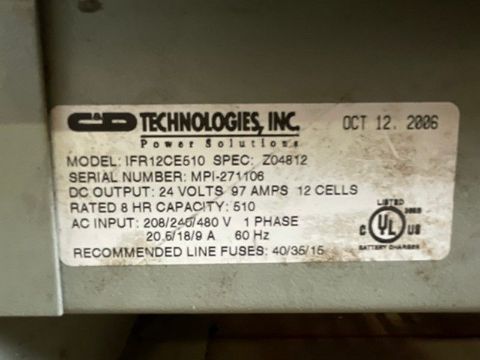 C&D TECHNOLOGIES, INC.
Power Solutions
OCT 12. 2006
MODEL: IFR12CE510 SPEC: Z04812
SERIAL NUMBER: MPI-271106
DC OUTPUT: 24 VOLTS 97 AMPS 12 CELLS
RATED 8 HR CAPACITY: 510
AC INPUT: 208/240/480 V 1 PHASE
20.6/18/9 A 60 Hz
RECOMMENDED LINE FUSES: 40/35/15
LISTED
C UL US
BATTERY CHARGER